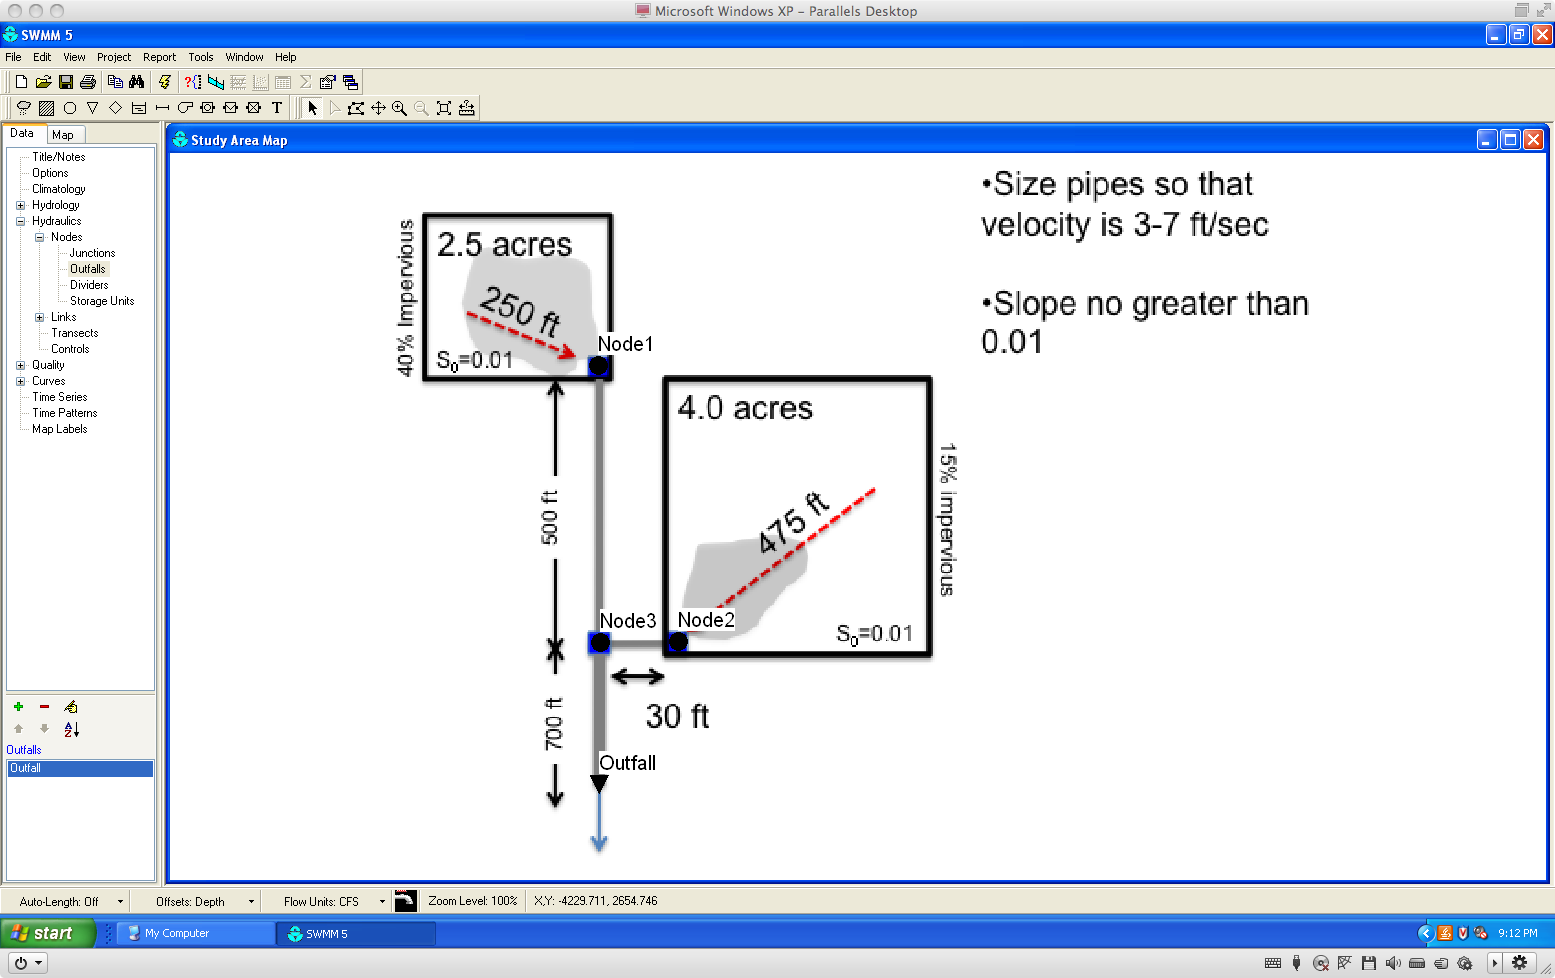 Microsoft Windows XP - Parallels Desktop
SWMM 5
File Edit View Project Report Tools Window Help
Data Map
Title/Notes
Options
Climatology
Hydrology
Hydraulics
Nodes
Junctions
Outfalls
Dividers
Storage Units
Links
Transects
Controls
Quality
Curves
Time Series
Time Patterns
Map Labels
Outfalls
Outfall
Study Area Map
•Size pipes so that
velocity is 3-7 ft/sec
•Slope no greater than
0.01
40% Impervious
2.5 acres
250 ft
S0=0.01
Node1
4.0 acres
475 ft
15% impervious
S0=0.01
500 ft
Node3
Node2
30 ft
700 ft
Outfall
Auto-Length: Off Offsets: Depth Flow Units: CFS Zoom Level: 100% X,Y: -4229.711, 2654.746
start My Computer SWMM 5 9:12 PM